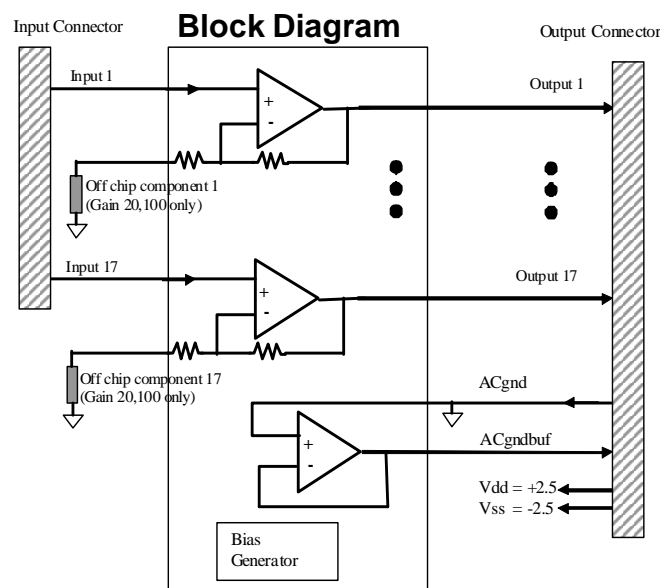 Block Diagram
Input Connector
Output Connector
Input 1
Output 1
+
-
Off chip component 1
(Gain 20,100 only)
Input 17
Output 17
+
-
Off chip component 17
(Gain 20,100 only)
ACgnd
+
-
ACgndbuf
Vdd = +2.5
Vss = -2.5
Bias
Generator